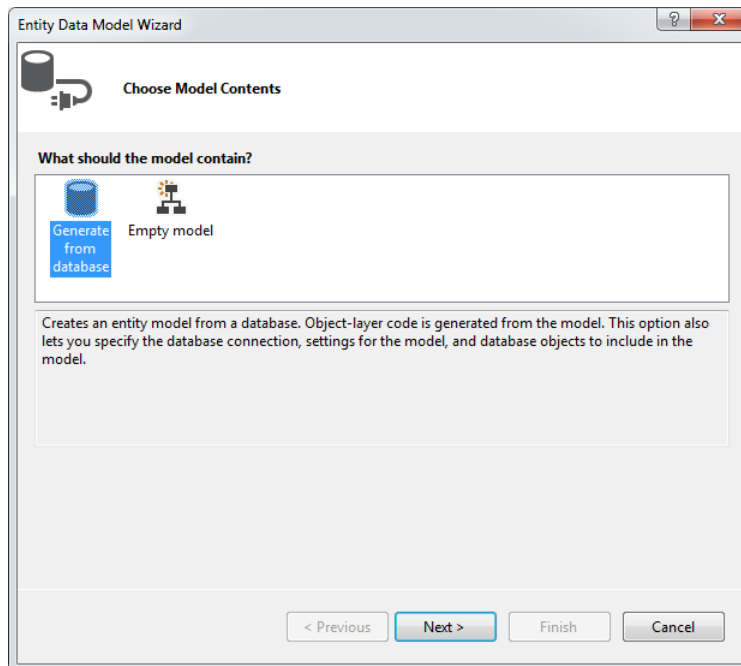 Entity Data Model Wizard
Choose Model Contents
What should the model contain?
Generate
from
database
Empty model
Creates an entity model from a database. Object-layer code is generated from the model. This option also
lets you specify the database connection, settings for the model, and database objects to include in the
model.
< Previous
Next >
Finish
Cancel